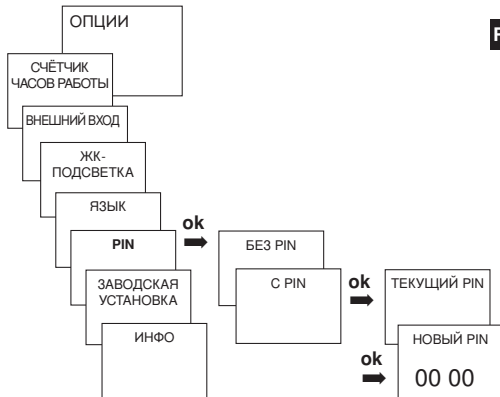 ОПЦИИ
СЧЁТЧИК
ЧАСОВ РАБОТЫ
ВНЕШНИЙ ВХОД
ЖК-
ПОДСВЕТКА
ЯЗЫК
PIN
ok
БЕЗ PIN
ЗАВОДСКАЯ
УСТАНОВКА
С PIN
ok
ТЕКУЩИЙ PIN
ИНФО
ok
НОВЫЙ PIN
00 00